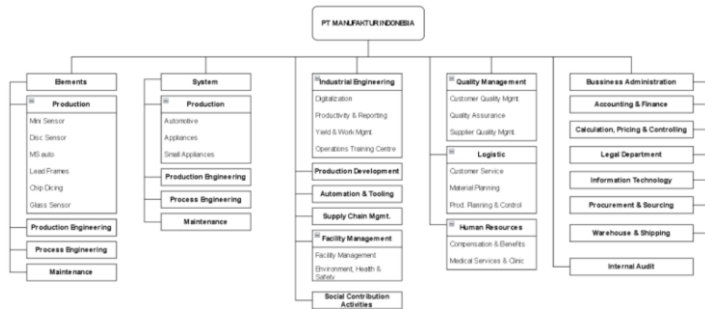 PT MANUFAKTUR INDONESIA
Elements
Production
Mini Sensor
Disc Sensor
MS auto
Lead Frames
Chip Dicing
Glass Sensor
Production Engineering
Process Engineering
Maintenance
System
Production
Automotive
Appliances
Small Appliances
Production Engineering
Process Engineering
Maintenance
Industrial Engineering
Digitalization
Productivity & Reporting
Yield & Work Mgmt
Operations Training Centre
Production Development
Automation & Tooling
Supply Chain Mgmt.
Facility Management
Facility Management
Environment, Health &
Safety
Social Contribution
Activities
Quality Management
Customer Quality Mgmt.
Quality Assurance
Supplier Quality Mgmt.
Logistic
Customer Service
Material Planning
Prod. Planning & Control
Human Resources
Compensation & Benefits
Medical Services & Clinic
Bussiness Administration
Accounting & Finance
Calculation, Pricing & Controlling
Legal Department
Information Technology
Procurement & Sourcing
Warehouse & Shipping
Internal Audit